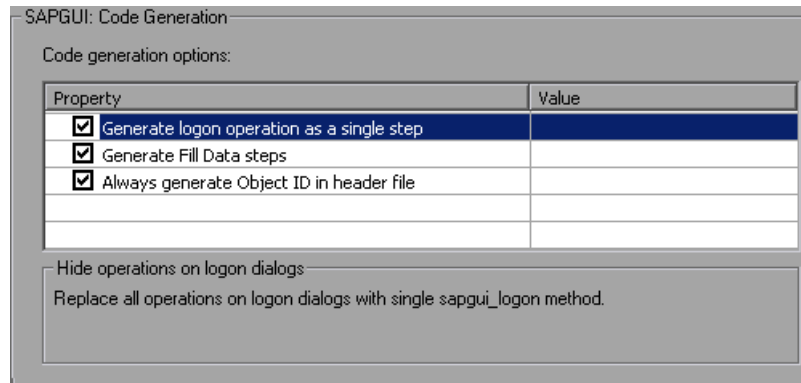 SAPGUI: Code Generation
Code generation options:
Property Value
Generate logon operation as a single step
Generate Fill Data steps
Always generate Object ID in header file
Hide operations on logon dialogs
Replace all operations on logon dialogs with single sapgui_logon method.